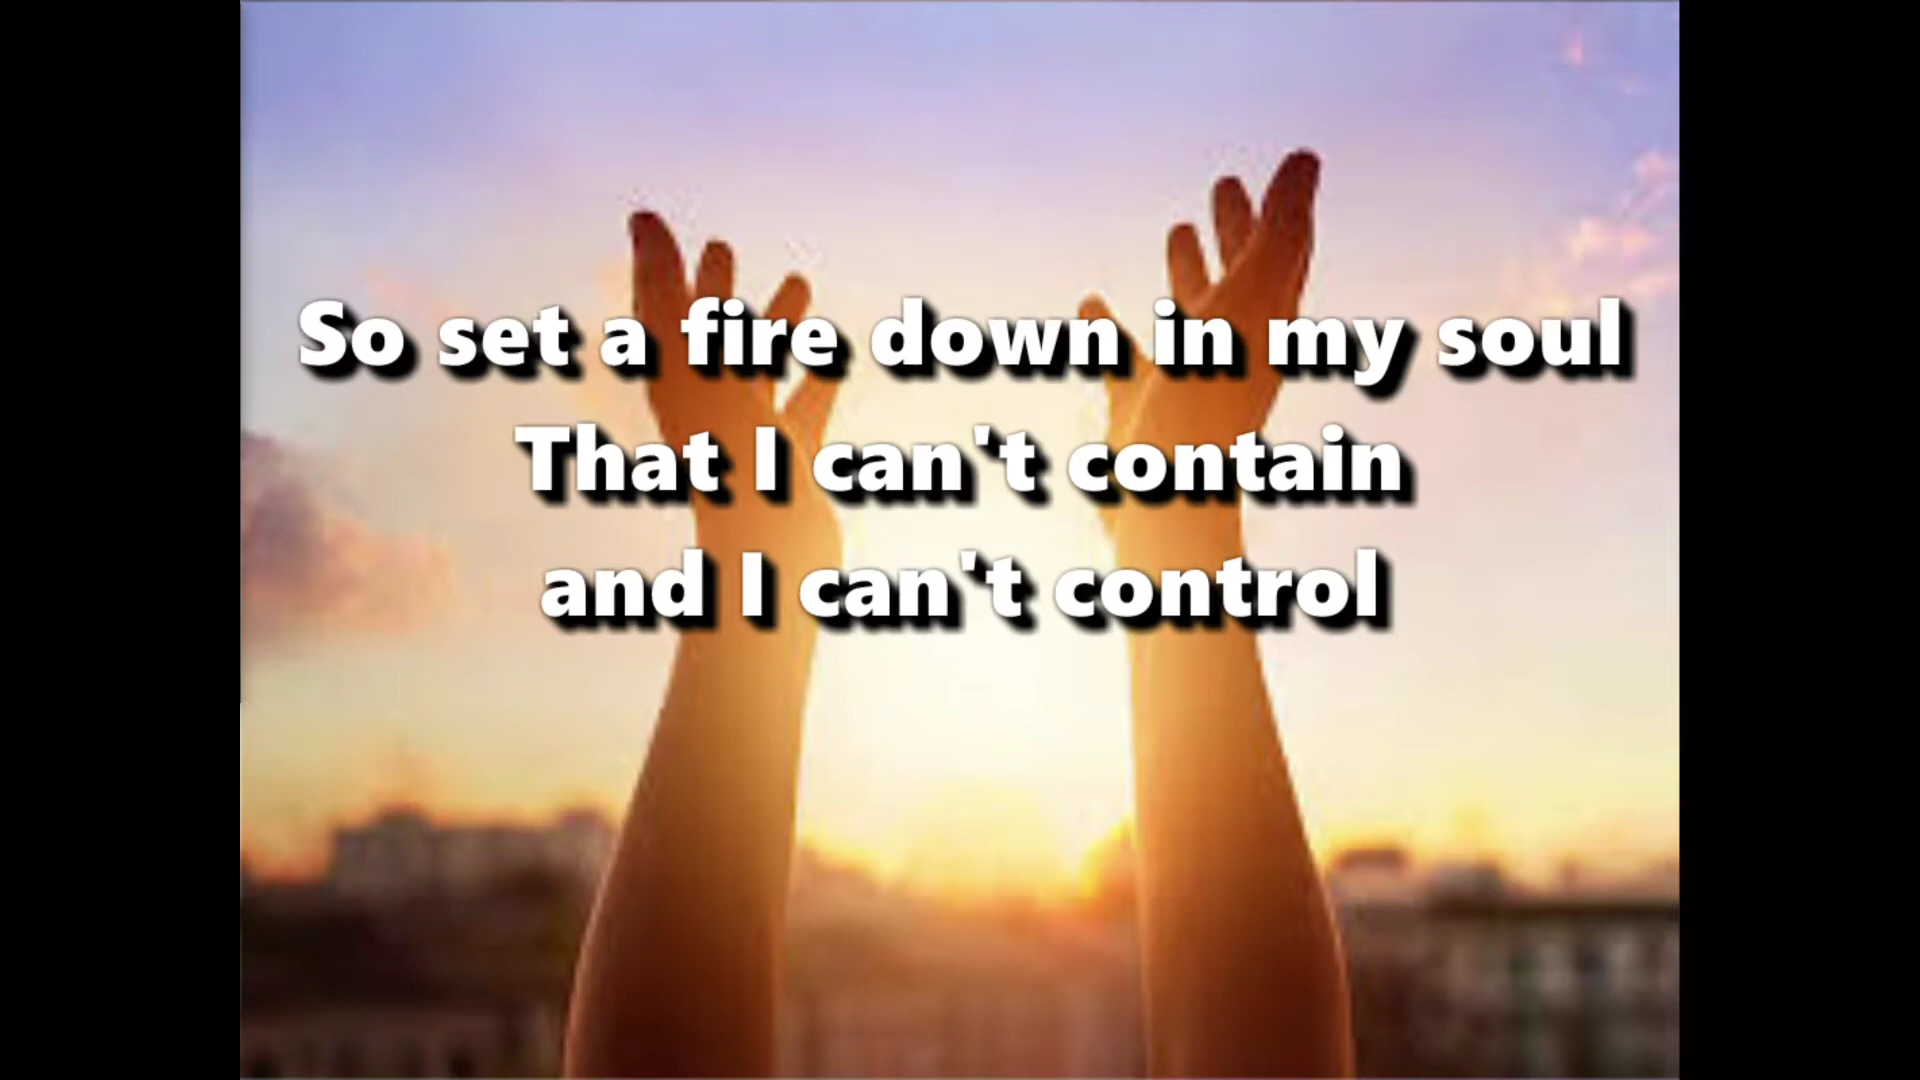 So set a fire down in my soul
That I can't contain
and I can't control